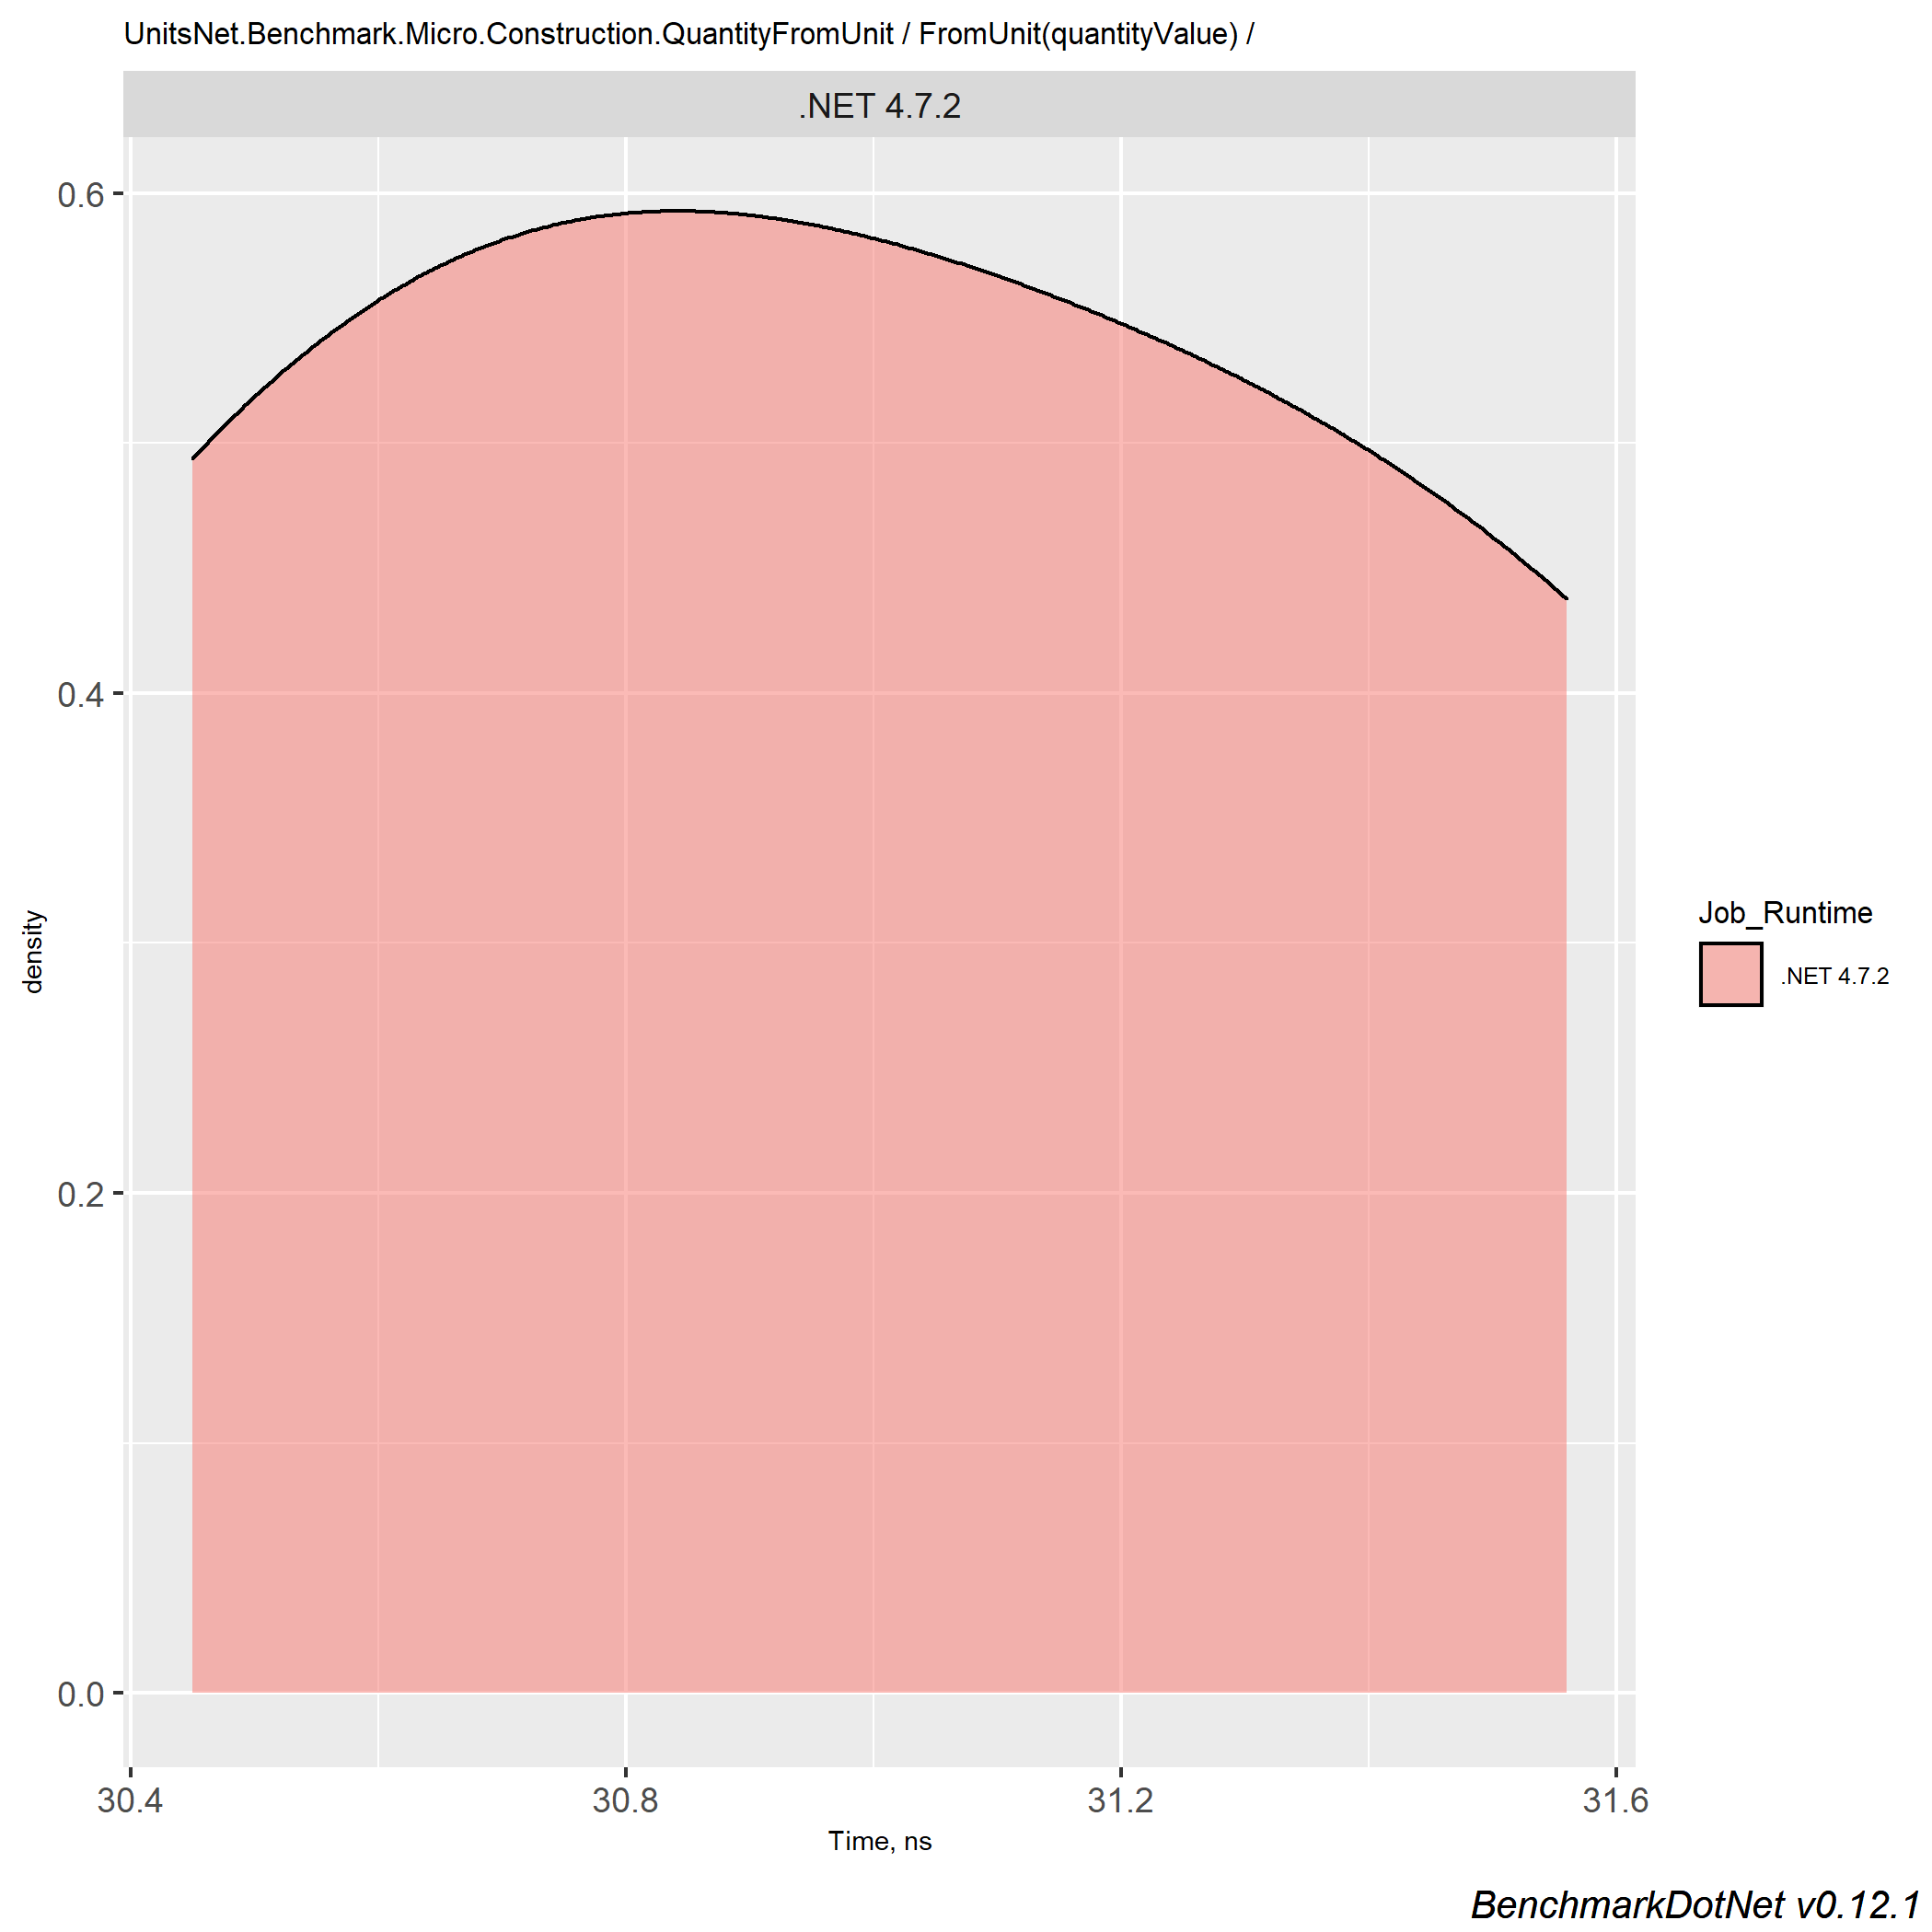 UnitsNet.Benchmark.Micro.Construction.QuantityFromUnit / FromUnit(quantityValue) /
.NET 4.7.2
0.6
0.4
0.2
0.0
density
30.4 30.8 31.2 31.6
Time, ns
Job_Runtime
.NET 4.7.2
BenchmarkDotNet v0.12.1